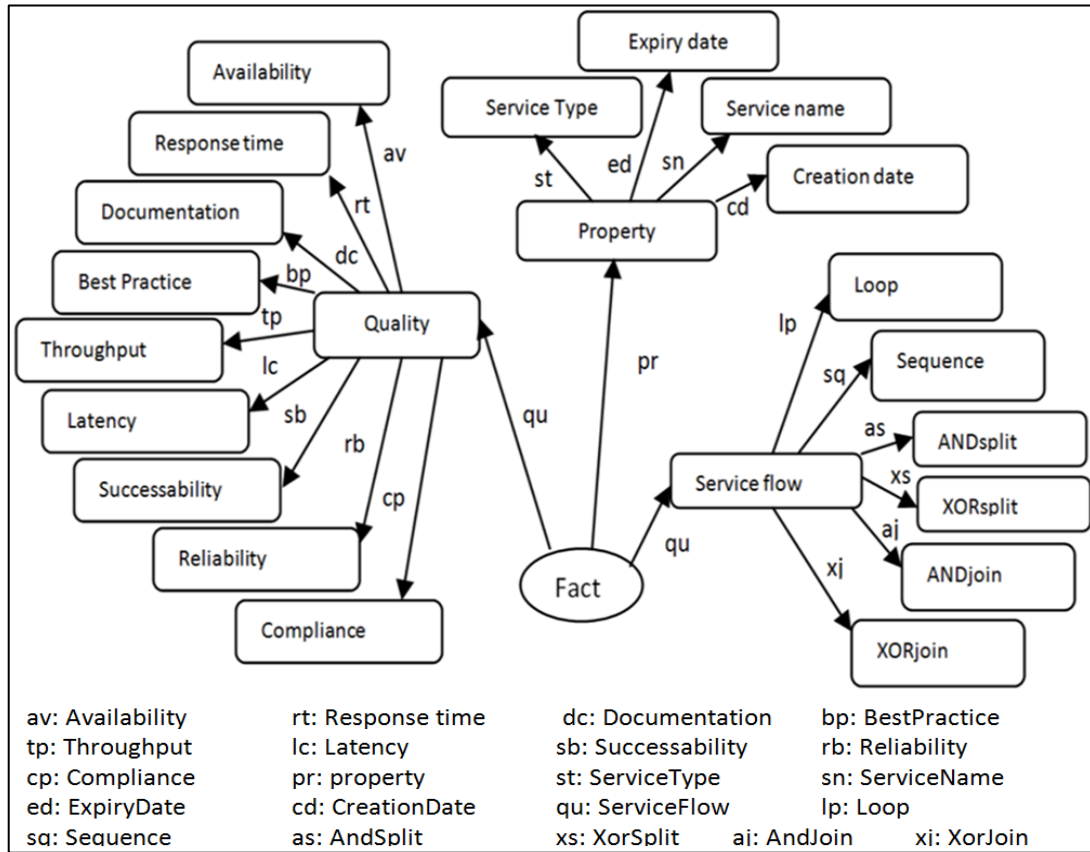 Expiry date
Availability
Service Type
Service name
Response time
av
ed
sn
st
Creation date
cd
rt
Documentation
Property
dc
Best Practice
bp
Loop
tp
Quality
lp
Throughput
lc
pr
sq
Sequence
Latency
sb
qu
as
ANDsplit
rb
Service flow
xs
Successability
cp
XORsplit
aj
qu
Reliability
xj
ANDjoin
Fact
Compliance
XORjoin
av: Availability rt: Response time dc: Documentation bp: BestPractice
tp: Throughput lc: Latency sb: Successability rb: Reliability
cp: Compliance pr: property st: ServiceType sn: ServiceName
ed: ExpiryDate cd: CreationDate qu: ServiceFlow lp: Loop
sq: Sequence as: AndSplit xs: XorSplit aj: AndJoin xj: XorJoin